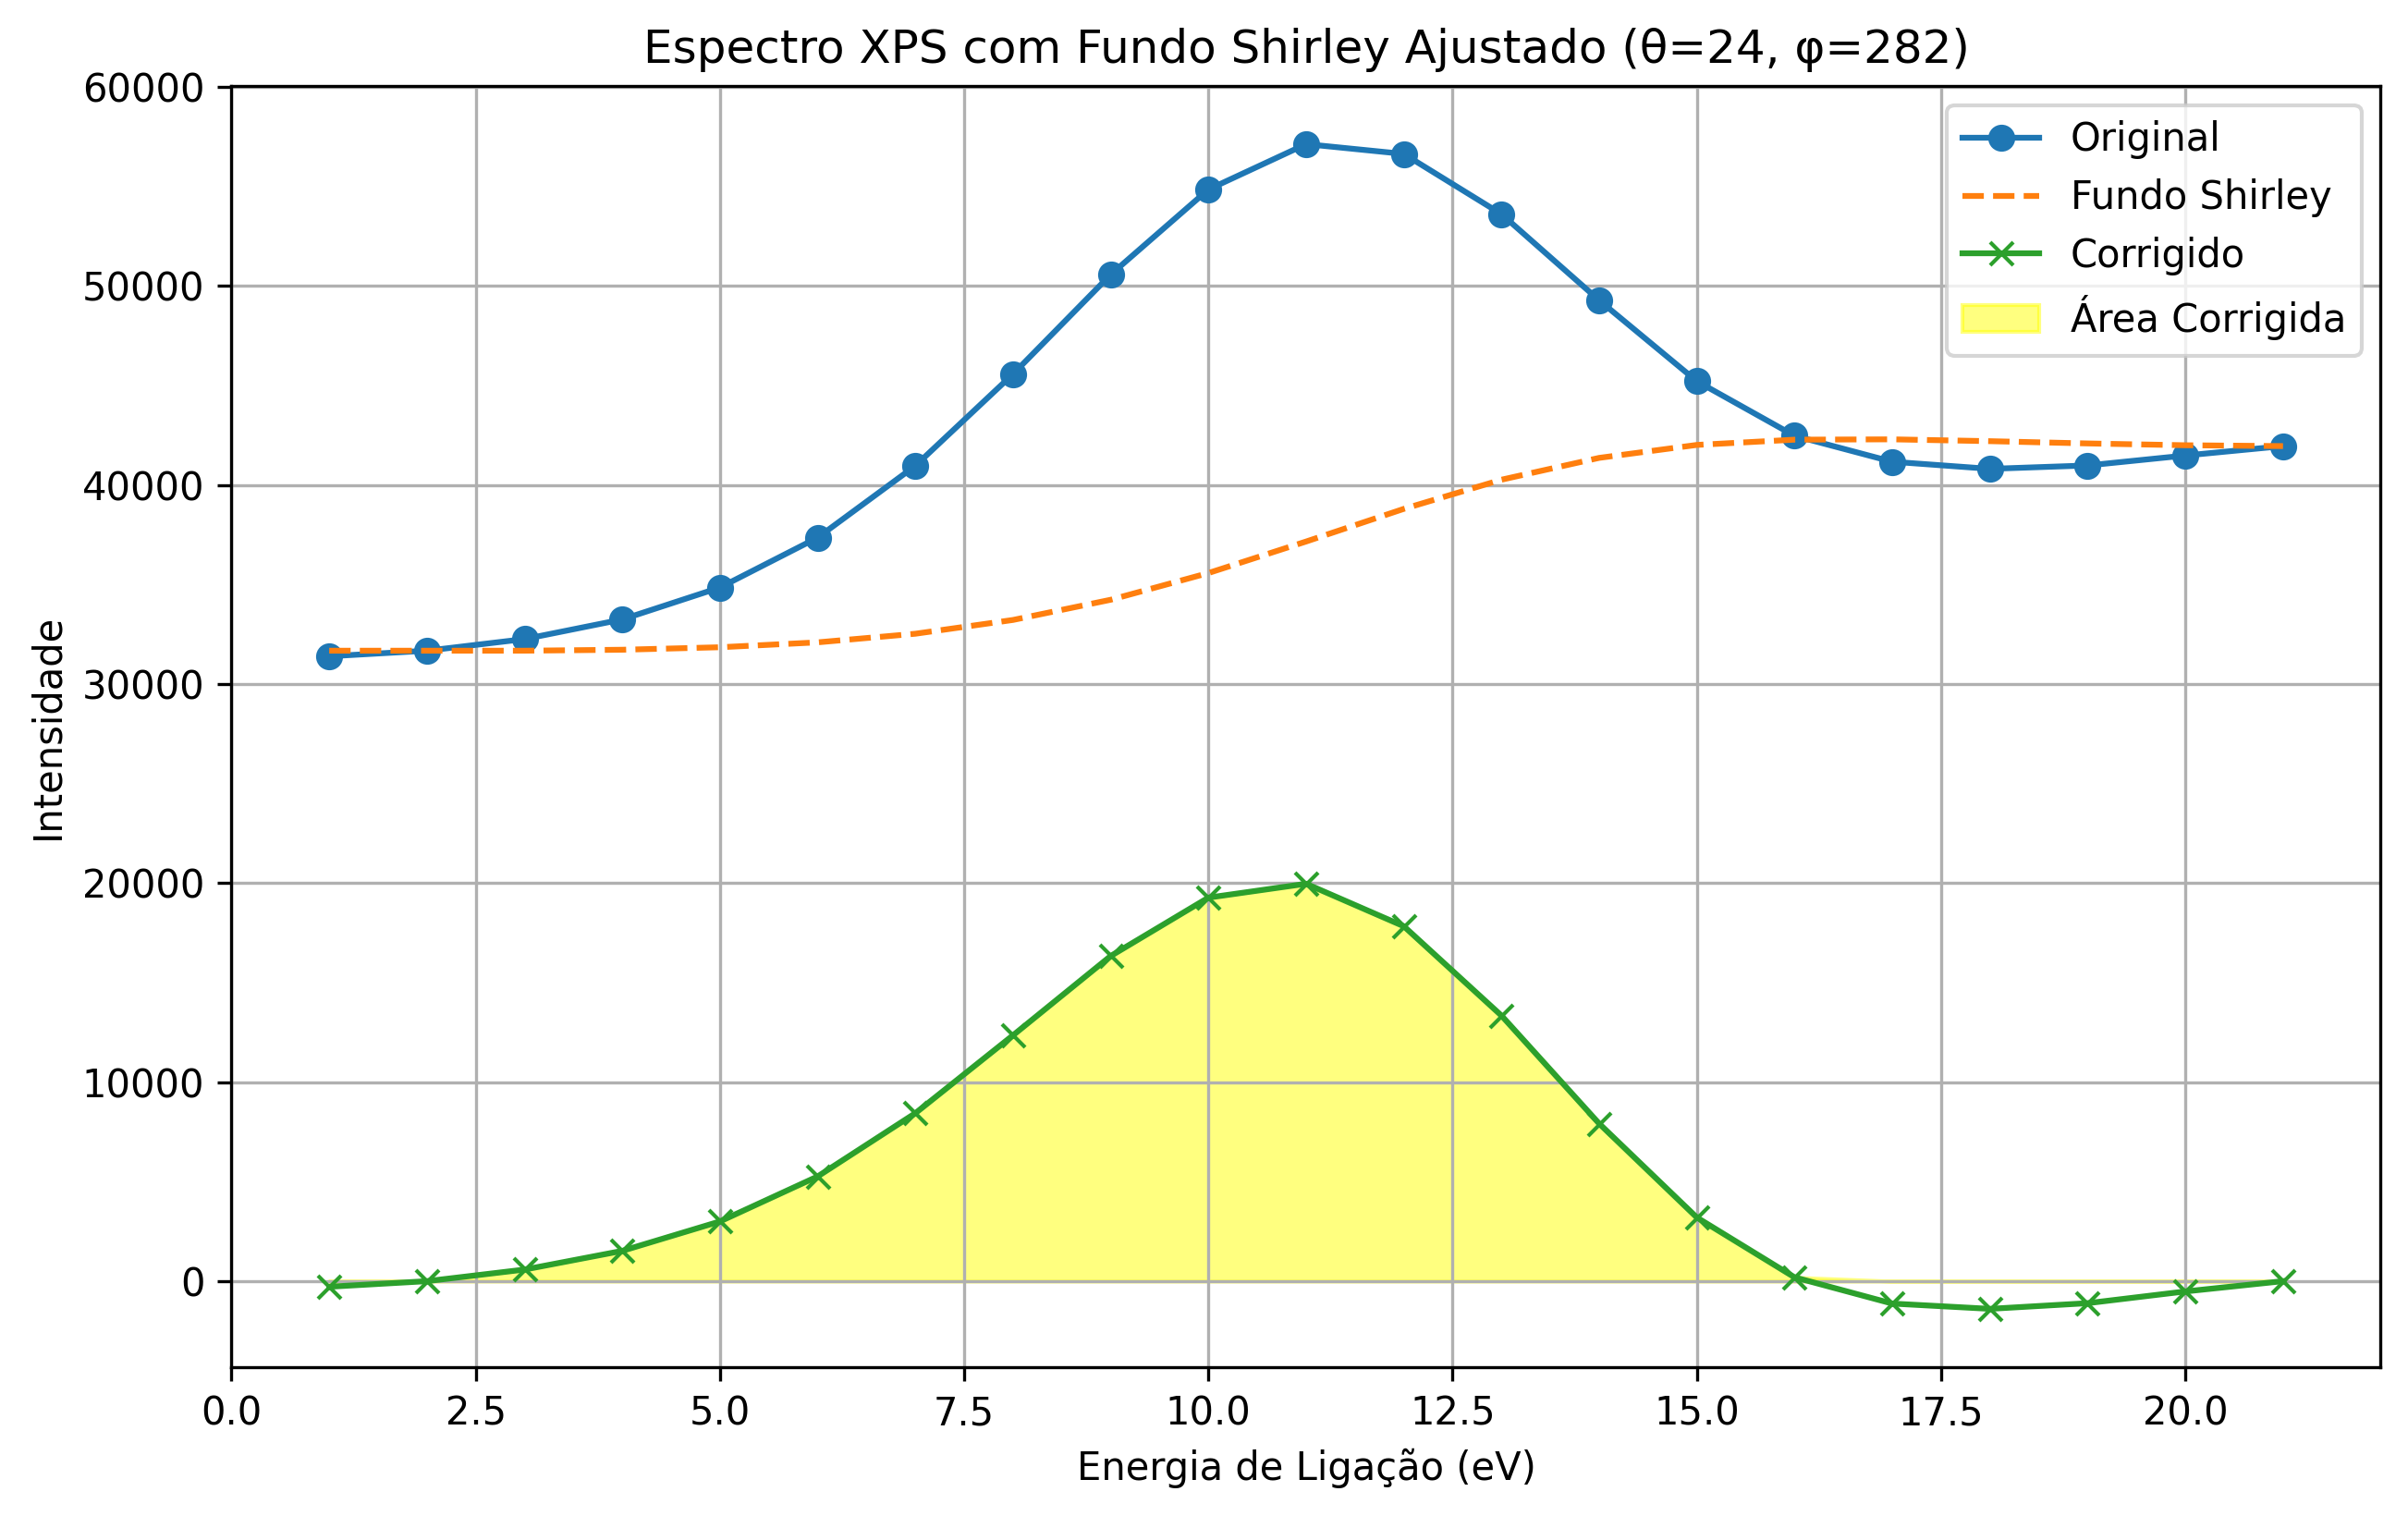 Espectro XPS com Fundo Shirley Ajustado (θ=24, φ=282)
60000
50000
40000
30000
20000
10000
0
Intensidade
Original
Fundo Shirley
Corrigido
Área Corrigida
0.0 2.5 5.0 7.5 10.0 12.5 15.0 17.5 20.0
Energia de Ligação (eV)